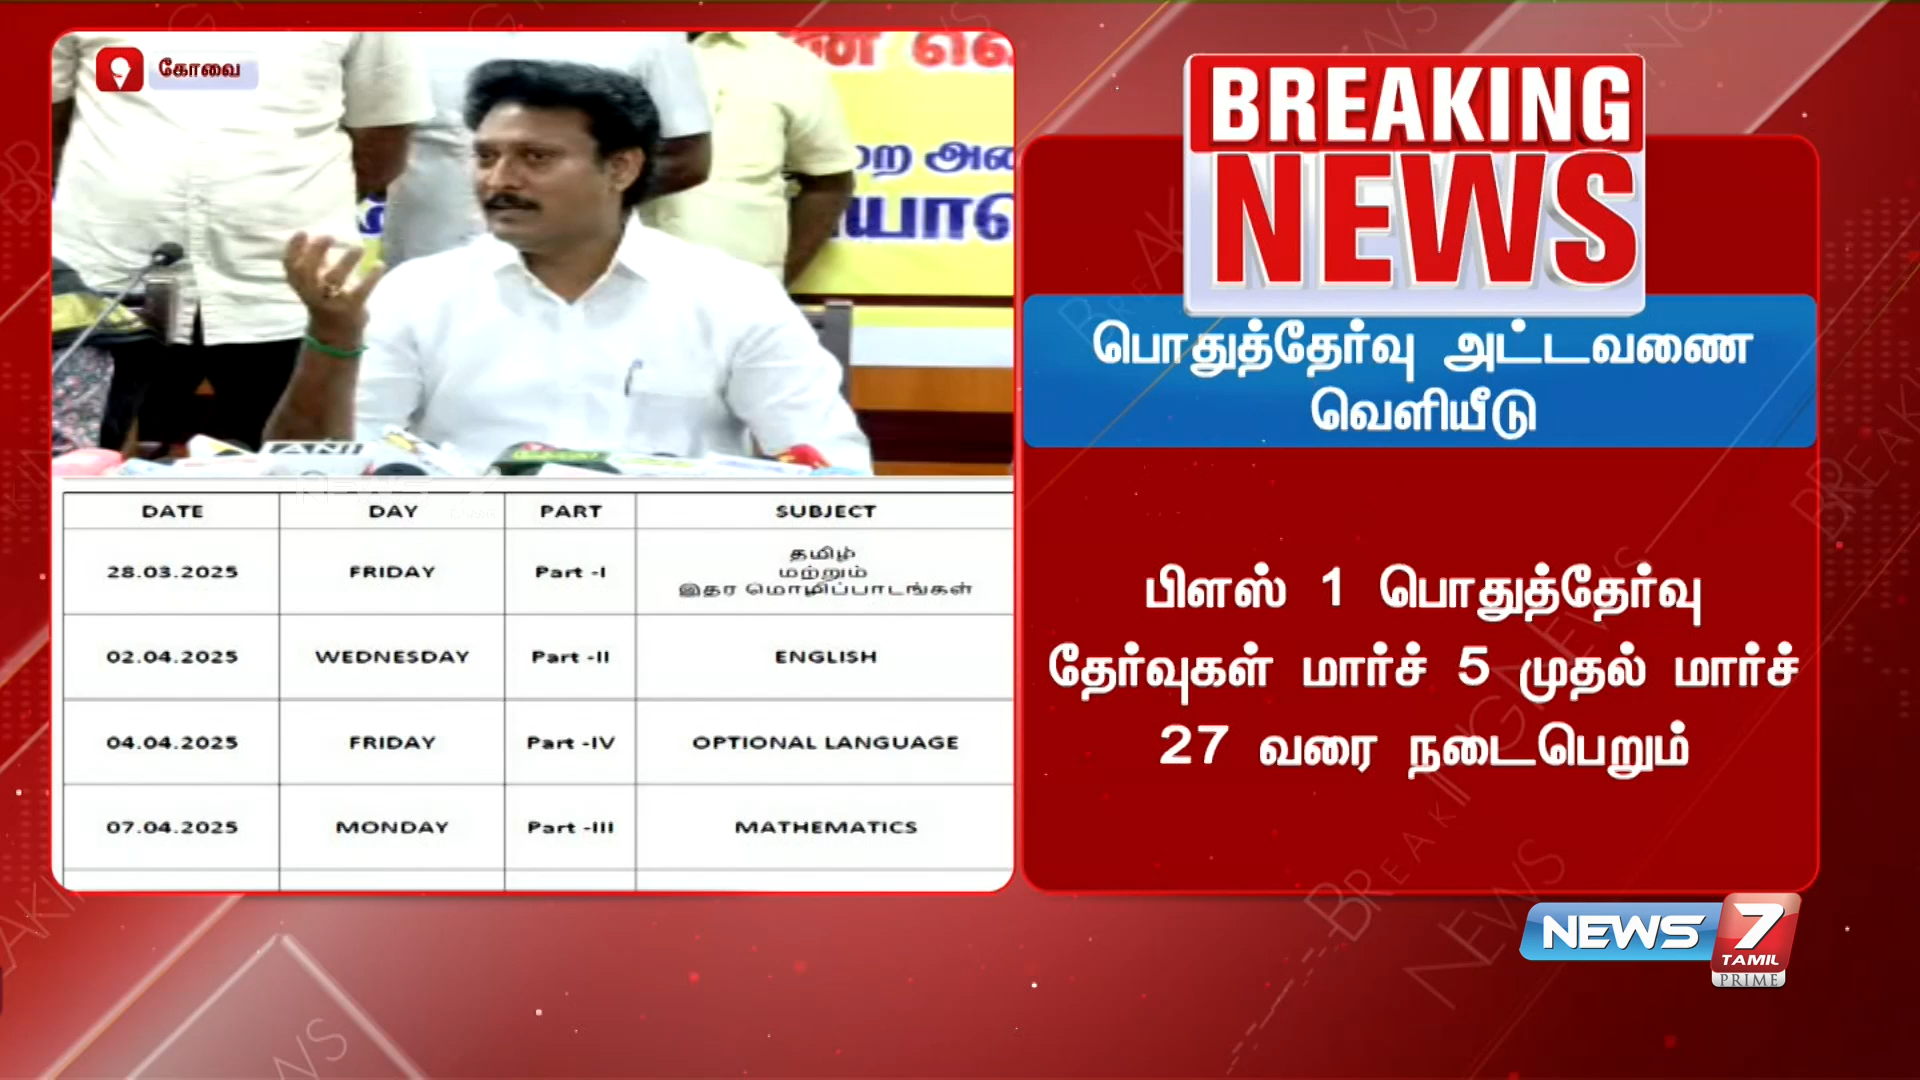 கோவை
BREAKING
NEWS
பொதுத்தேர்வு அட்டவணை
வெளியீடு
பிளஸ் 1 பொதுத்தேர்வு
தேர்வுகள் மார்ச் 5 முதல் மார்ச்
27 வரை நடைபெறும்
DATE DAY PART SUBJECT
28.03.2025 FRIDAY Part -I தமிழ்
மற்றும்
இதர மொழிப்பாடங்கள்
02.04.2025 WEDNESDAY Part -II ENGLISH
04.04.2025 FRIDAY Part -IV OPTIONAL LANGUAGE
07.04.2025 MONDAY Part -III MATHEMATICS
NEWS 7
TAMIL
PRIME